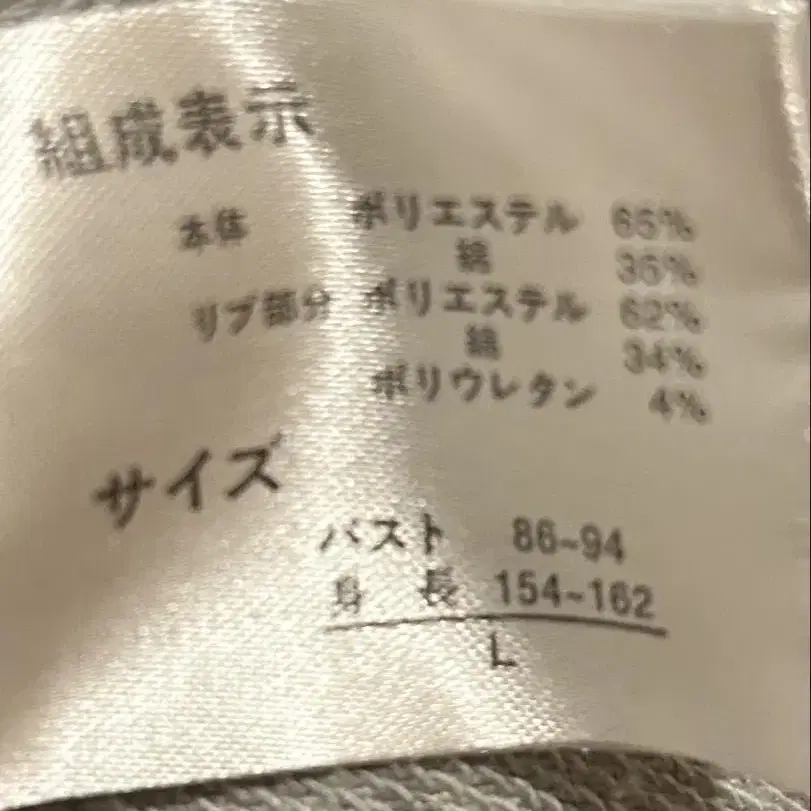 組成表示
本体 ポリエステル 65%
綿 35%
リブ部分 ポリエステル 62%
綿 34%
ポリウレタン 4%
サイズ
バスト 86~94
身長 154~162
L